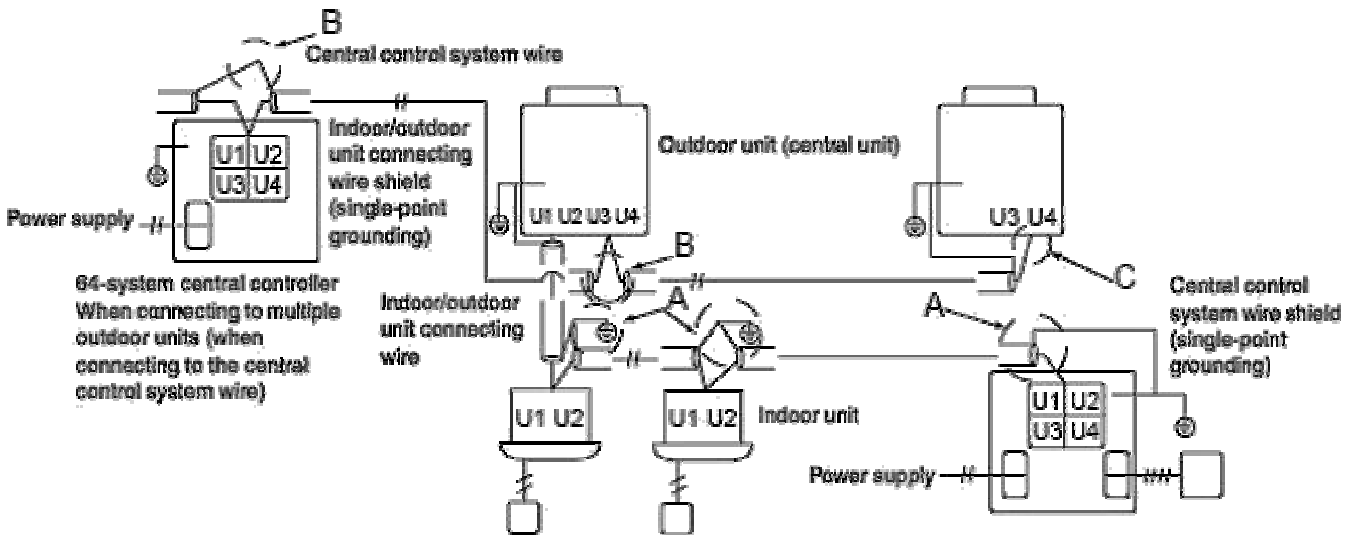 B
Central control system wire
U1 U2
U3 U4
Indoor/outdoor
unit connecting
wire shield
(single-point
grounding)
Power supply
64-system central controller
When connecting to multiple
outdoor units (when
connecting to the central
control system wire)
Outdoor unit (central unit)
U1 U2 U3 U4
B
U3 U4
C
Indoor/outdoor
unit connecting
wire
A
A
Central control
system wire shield
(single-point
grounding)
U1 U2
U1 U2
Indoor unit
U1 U2
U3 U4
Power supply